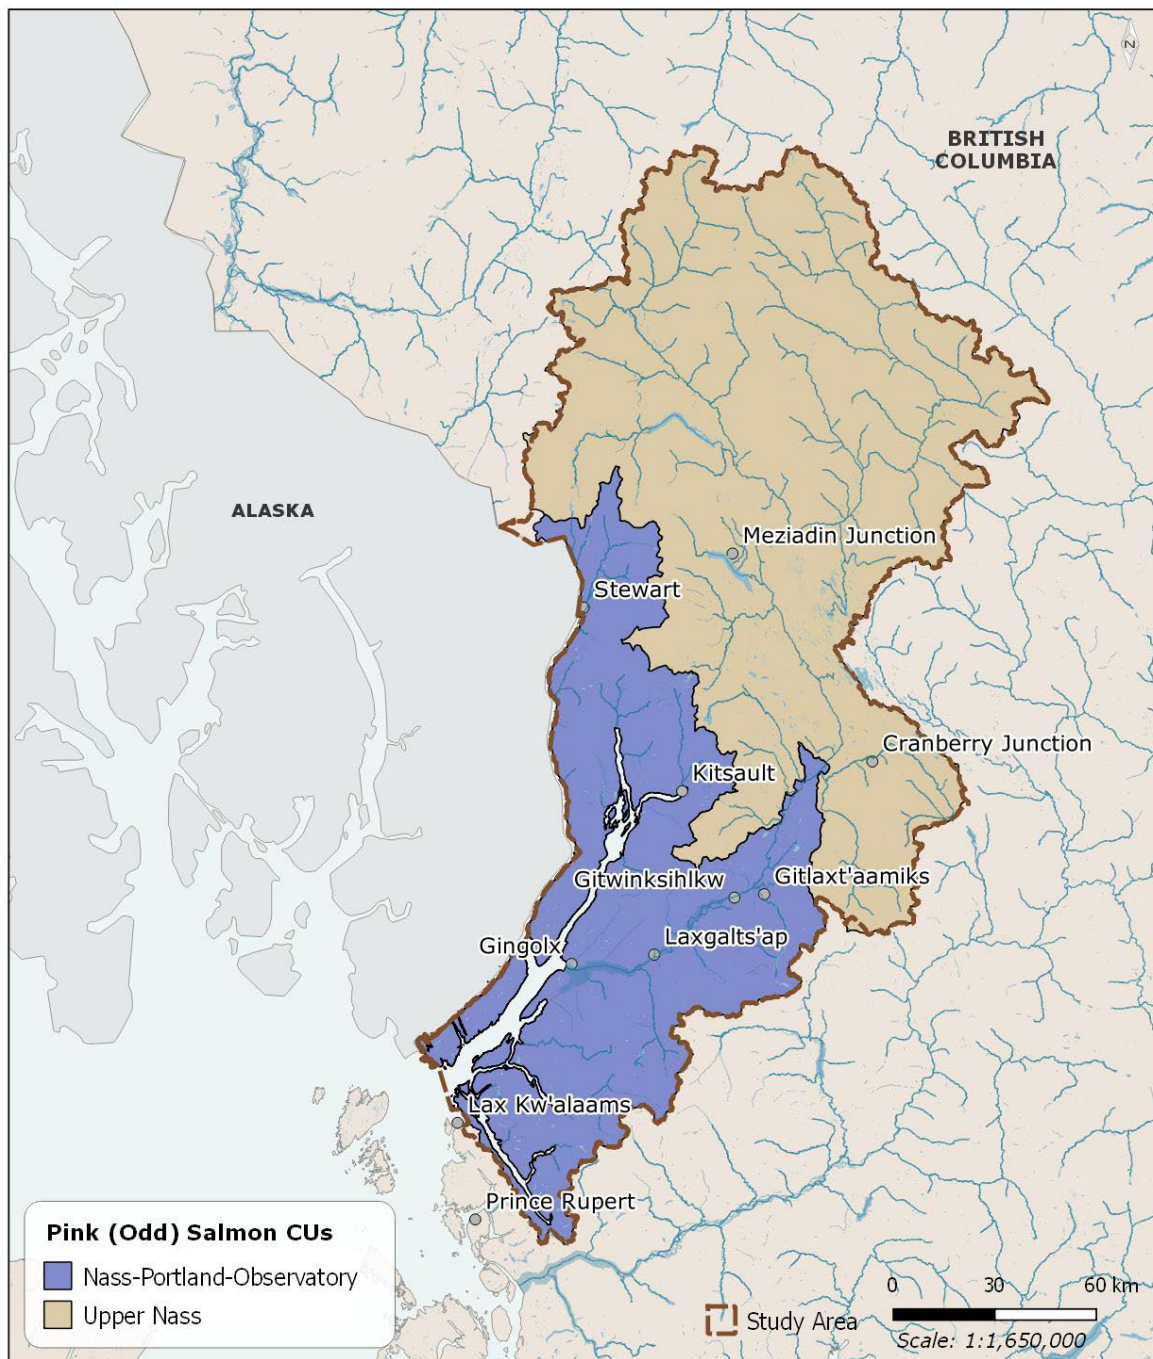 N
BRITISH
COLUMBIA
ALASKA
Meziadin Junction
Stewart
Cranberry Junction
Kitsault
Gitwinksihlkw
Gitlaxt'aamiks
Gingolx
Laxgalts'ap
Lax Kw'alaams
Prince Rupert
Pink (Odd) Salmon CUs
Nass-Portland-Observatory
Upper Nass
Study Area
0 30 60 km
Scale: 1:1,650,000